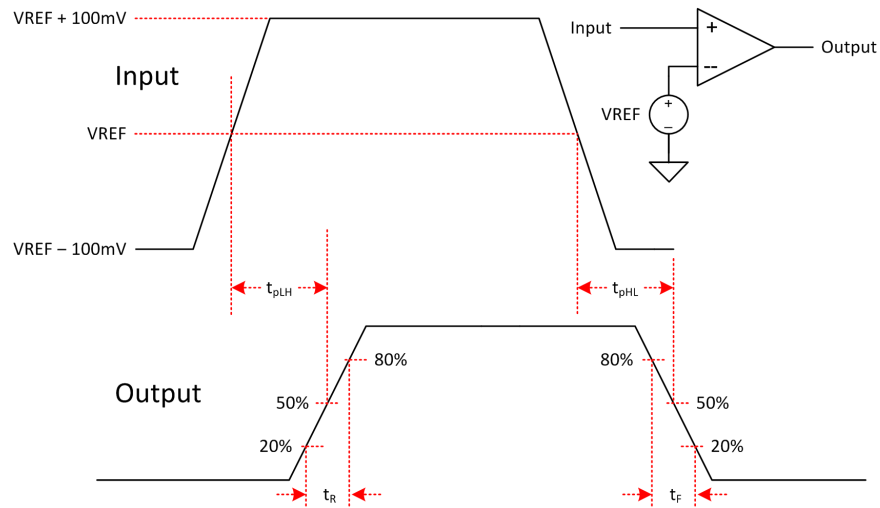 VREF + 100mV
Input
VREF
VREF – 100mV
Input
+
--
Output
VREF
+
–
tpLH
tpHL
Output
80%
50%
20%
80%
50%
20%
tR
tF